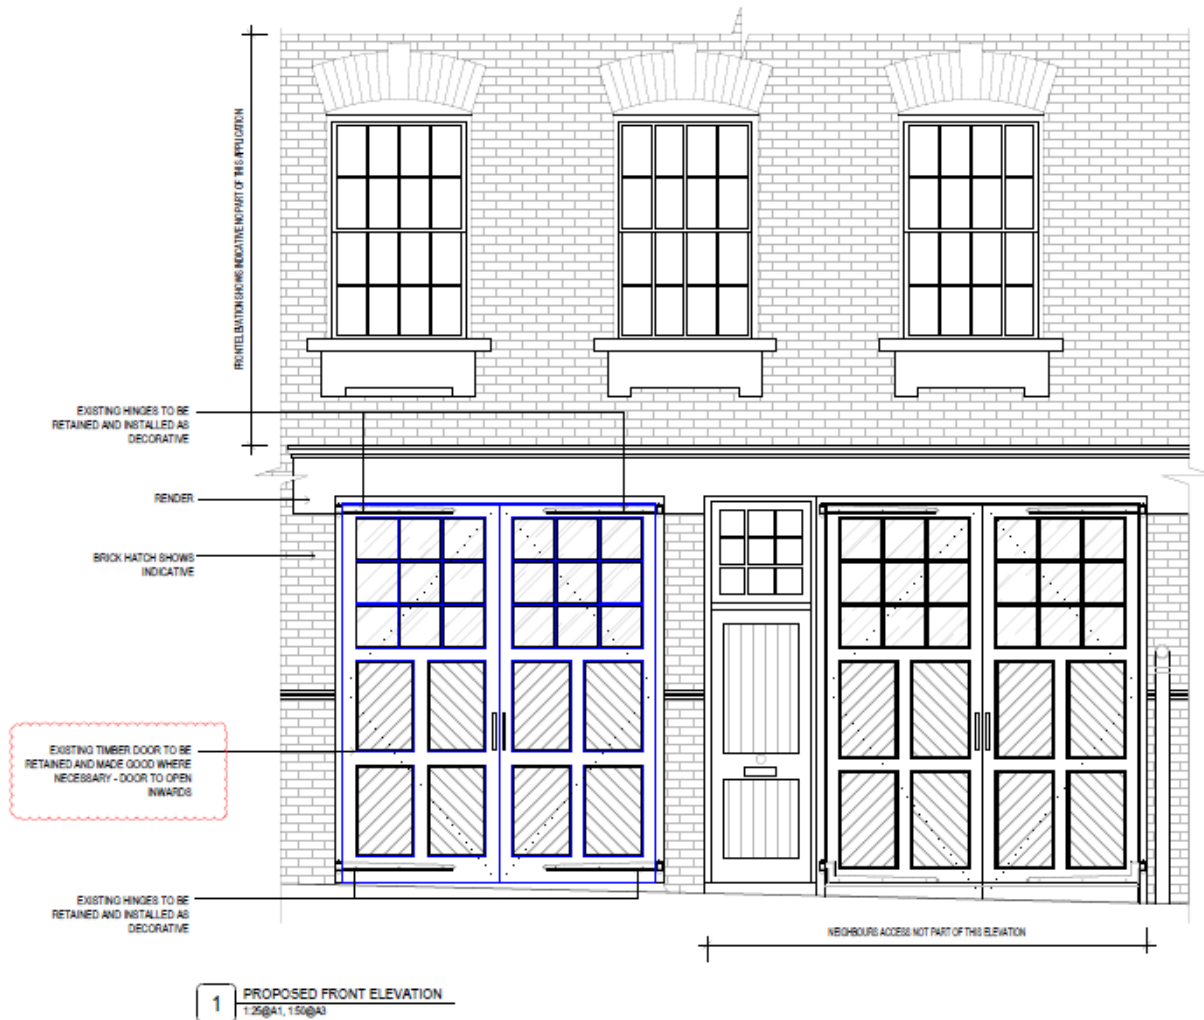 FRONT ELEVATION SHOWS INDICATIVE NO PART OF THIS APPLICATION
EXISTING HINGES TO BE
RETAINED AND INSTALLED AS
DECORATIVE
RENDER
BRICK HATCH SHOWS
INDICATIVE
EXISTING TIMBER DOOR TO BE
RETAINED AND MADE GOOD WHERE
NECESSARY - DOOR TO OPEN
INWARDS
EXISTING HINGES TO BE
RETAINED AND INSTALLED AS
DECORATIVE
NEIGHBOURS ACCESS NOT PART OF THIS ELEVATION
1
PROPOSED FRONT ELEVATION
1:25@A1, 1:50@A3